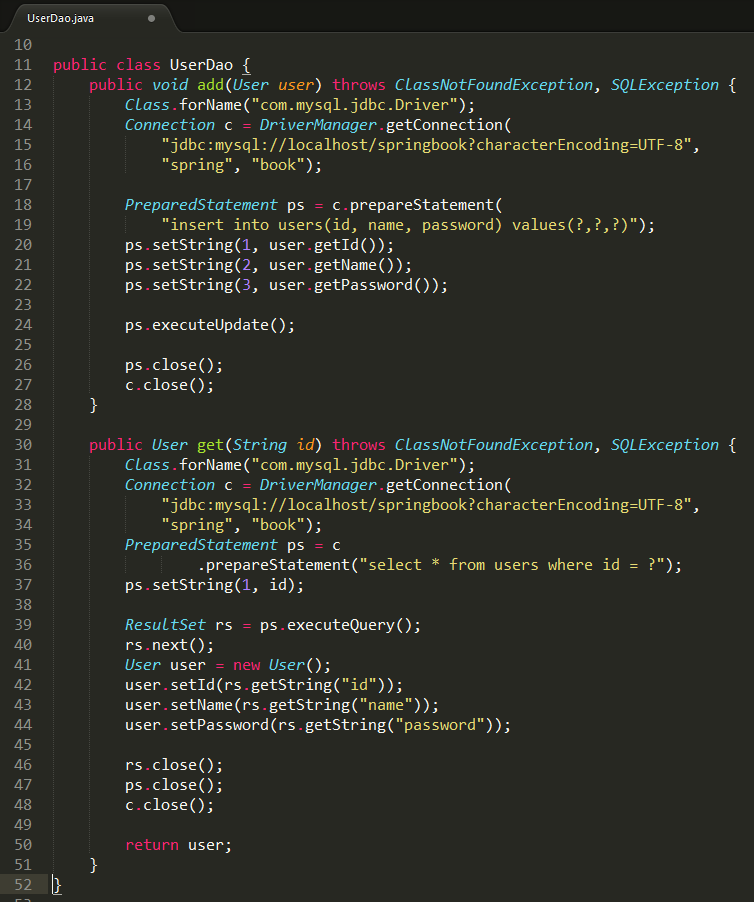 UserDao.java
10
11 public class UserDao {
12     public void add(User user) throws ClassNotFoundException, SQLException {
13         Class.forName("com.mysql.jdbc.Driver");
14         Connection c = DriverManager.getConnection(
15             "jdbc:mysql://localhost/springbook?characterEncoding=UTF-8",
16             "spring", "book");
17
18         PreparedStatement ps = c.prepareStatement(
19             "insert into users(id, name, password) values(?,?,?)");
20         ps.setString(1, user.getId());
21         ps.setString(2, user.getName());
22         ps.setString(3, user.getPassword());
23
24         ps.executeUpdate();
25
26         ps.close();
27         c.close();
28     }
29
30     public User get(String id) throws ClassNotFoundException, SQLException {
31         Class.forName("com.mysql.jdbc.Driver");
32         Connection c = DriverManager.getConnection(
33             "jdbc:mysql://localhost/springbook?characterEncoding=UTF-8",
34             "spring", "book");
35         PreparedStatement ps = c
36                 .prepareStatement("select * from users where id = ?");
37         ps.setString(1, id);
38
39         ResultSet rs = ps.executeQuery();
40         rs.next();
41         User user = new User();
42         user.setId(rs.getString("id"));
43         user.setName(rs.getString("name"));
44         user.setPassword(rs.getString("password"));
45
46         rs.close();
47         ps.close();
48         c.close();
49
50         return user;
51     }
52 }